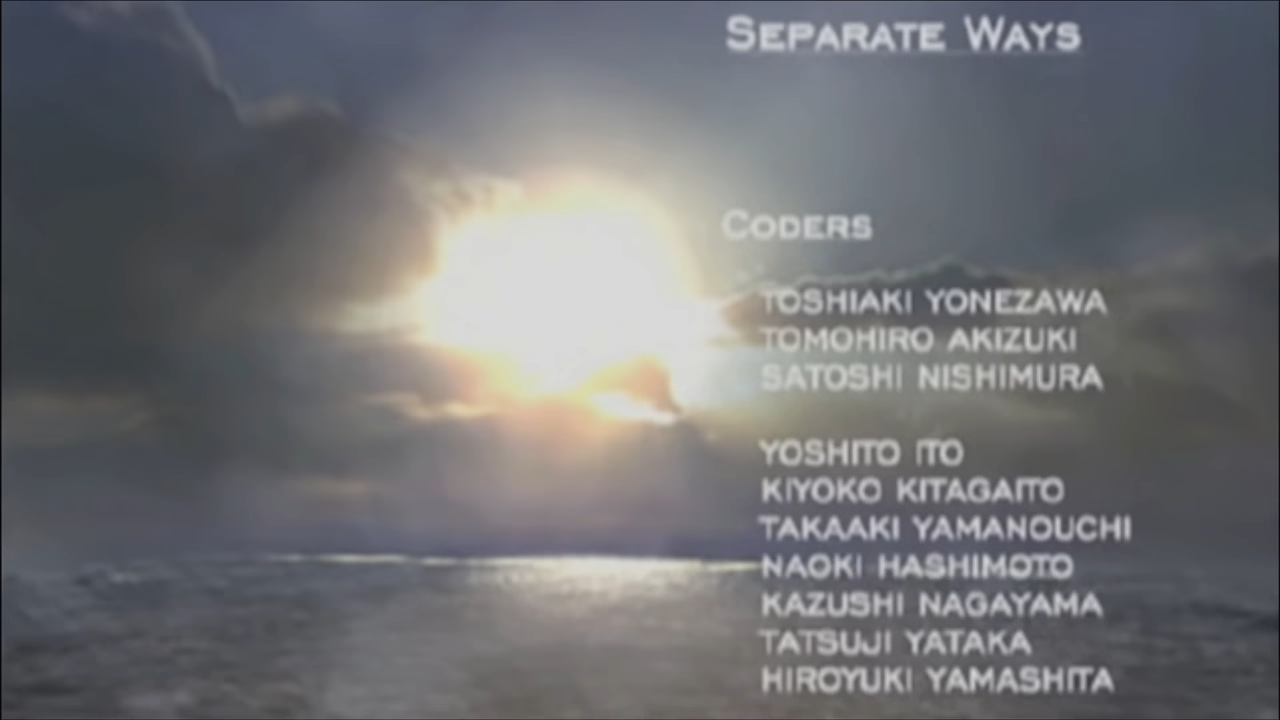 SEPARATE WAYS
CODERS
TOSHIAKI YONEZAWA
TOMOHIRO AKIZUKI
SATOSHI NISHIMURA
YOSHITO ITO
KIYOKO KITAGAITO
TAKAAKI YAMANOUCHI
NAOKI HASHIMOTO
KAZUSHI NAGAYAMA
TATSUJI YATAKA
HIROYUKI YAMASHITA